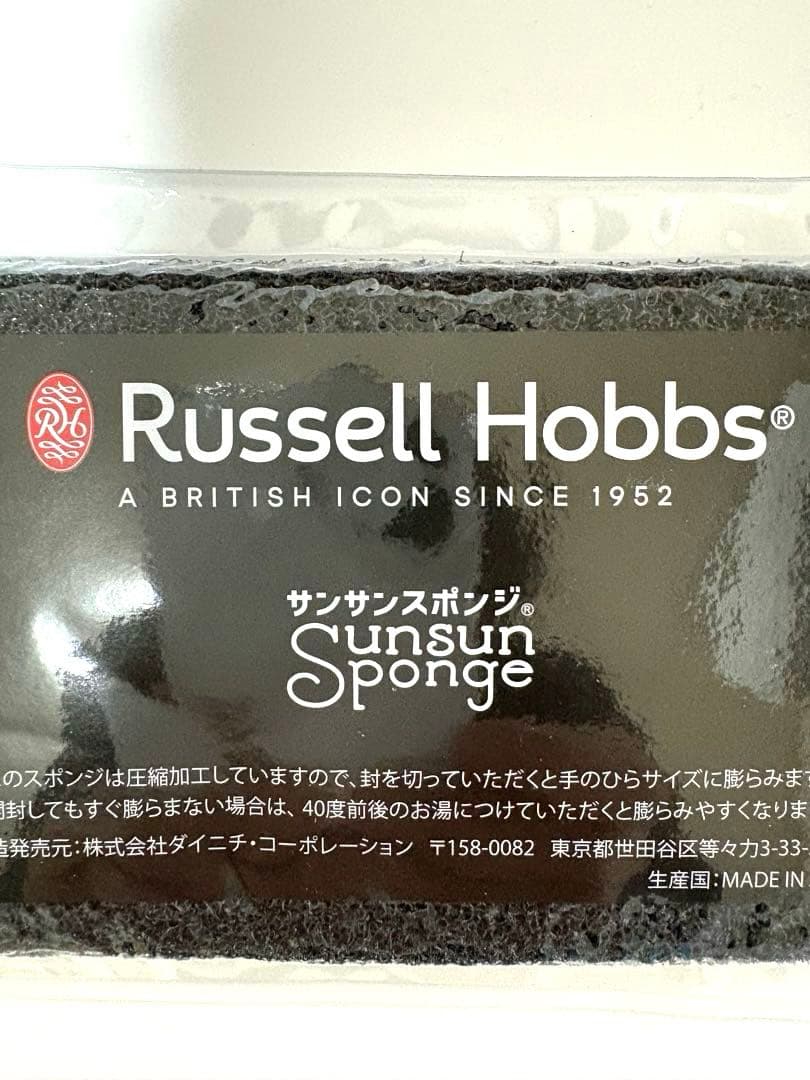 RH
Russell Hobbs®
A BRITISH ICON SINCE 1952
サンサンスポンジ®
Sunsun
Sponge
のスポンジは圧縮加工していますので、封を切っていただくと手のひらサイズに膨らみます
開封してもすぐ膨らまない場合は、40度前後のお湯につけていただくと膨らみやすくなりま
造発売元：株式会社ダイニチ・コーポレーション 〒158-0082 東京都世田谷区等々力3-33-
生産国：MADE IN